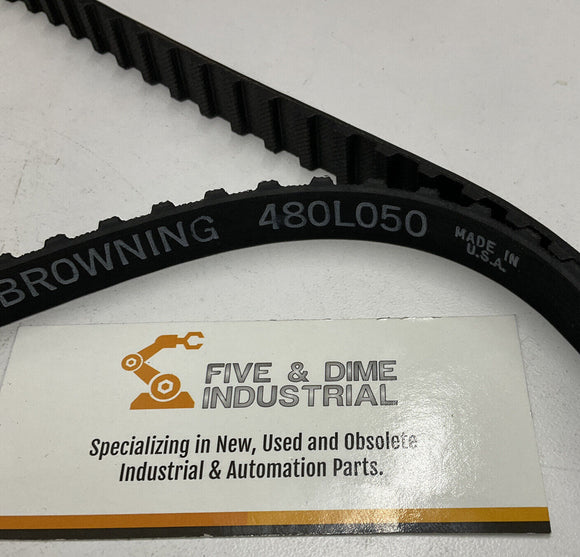 BROWNING 480L050 MADE IN
U.S.A.
FIVE & DIME
INDUSTRIAL
Specializing in New, Used and Obsolete
Industrial & Automation Parts.